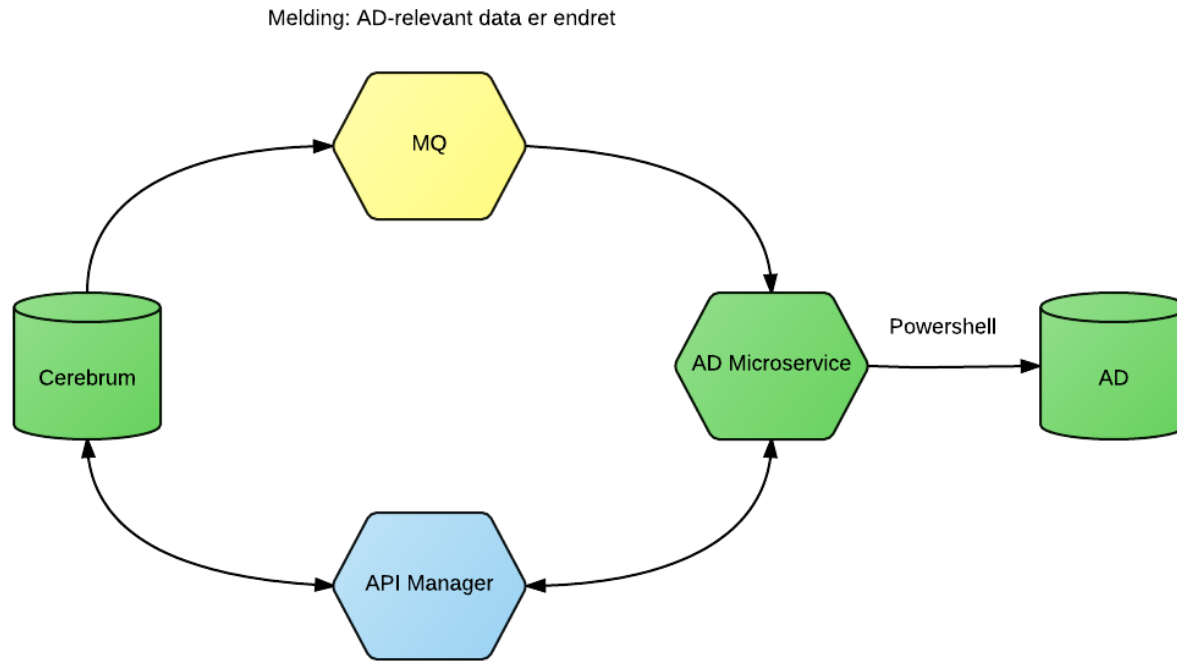 Melding: AD-relevant data er endret
MQ
Cerebrum
AD Microservice
Powershell
AD
API Manager